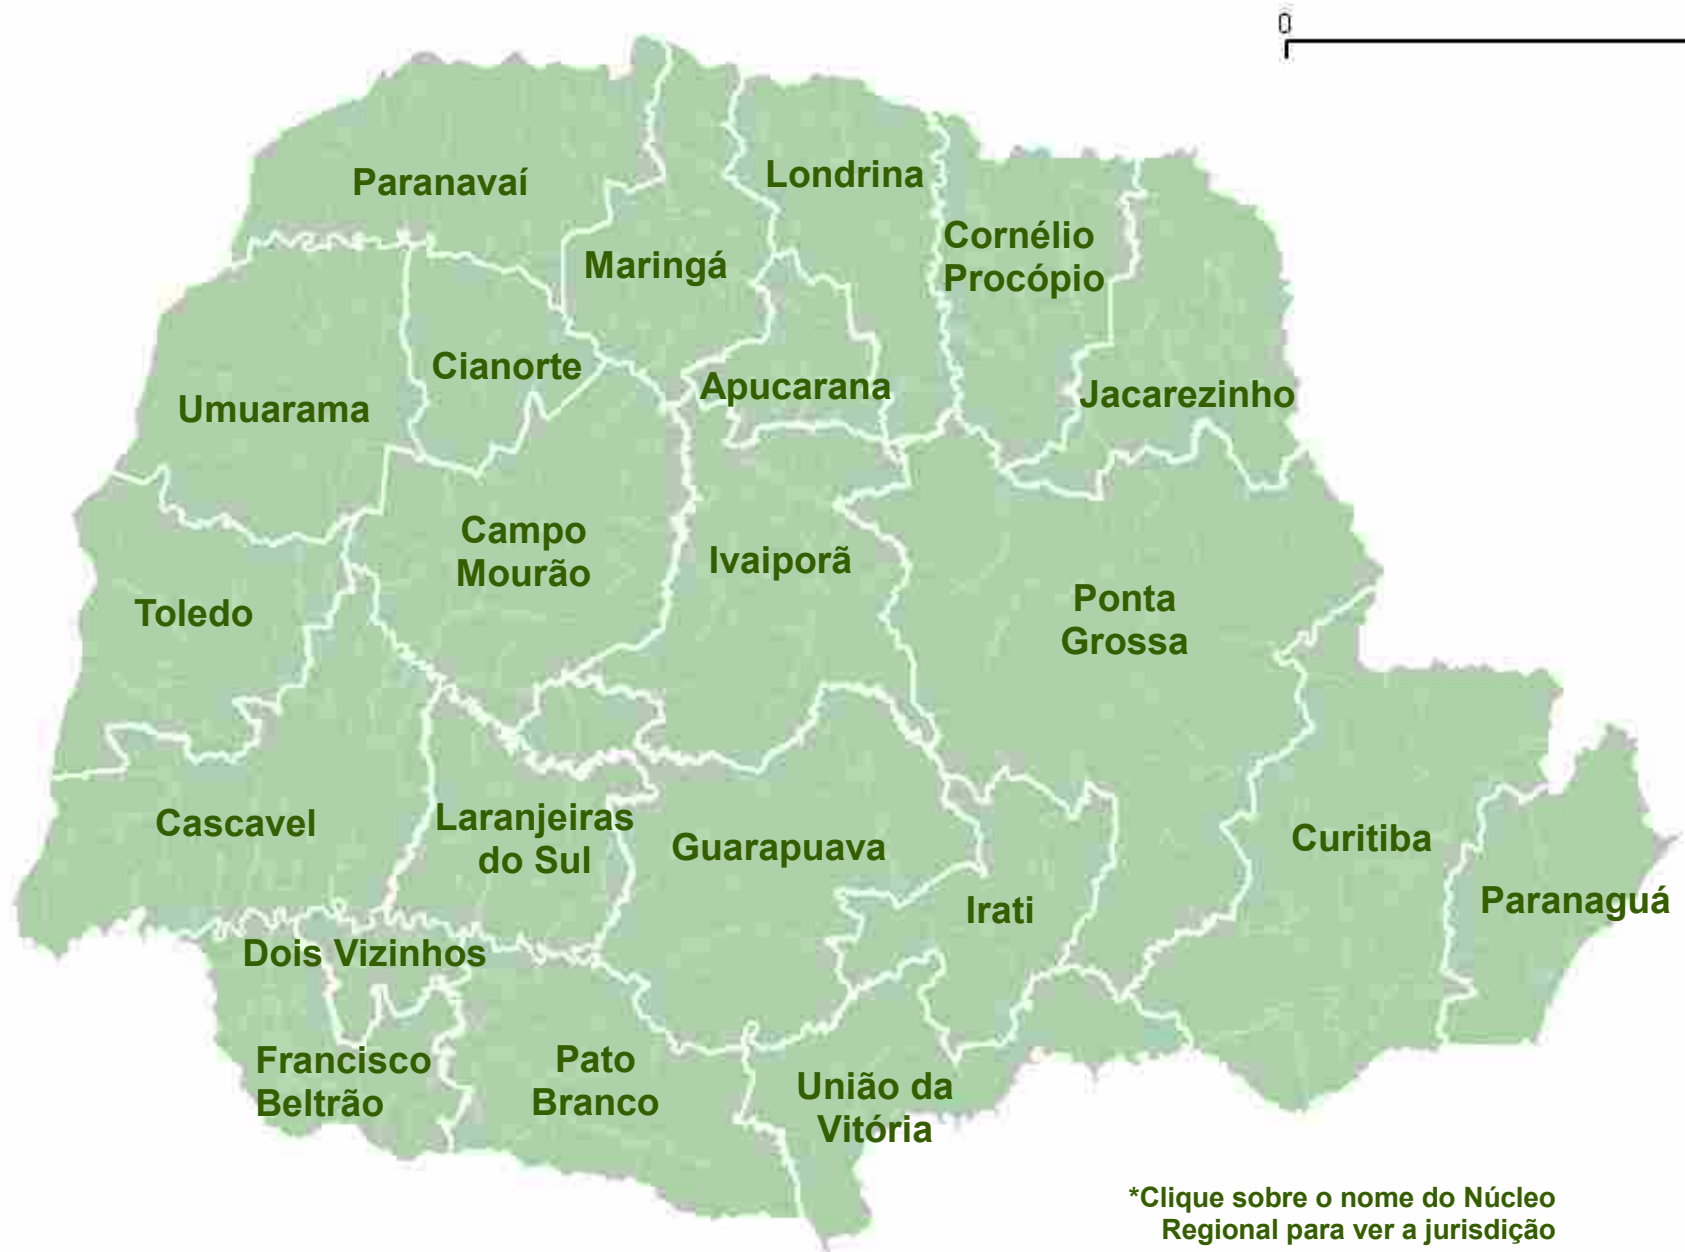 0
Paranavaí
Londrina
Cornélio
Procópio
Maringá
Cianorte
Apucarana
Jacarezinho
Umuarama
Campo
Mourão
Ivaiporã
Ponta
Grossa
Toledo
Cascavel
Laranjeiras
do Sul
Guarapuava
Curitiba
Irati
Paranaguá
Dois Vizinhos
Francisco
Beltrão
Pato
Branco
União da
Vitória
*Clique sobre o nome do Núcleo
Regional para ver a jurisdição